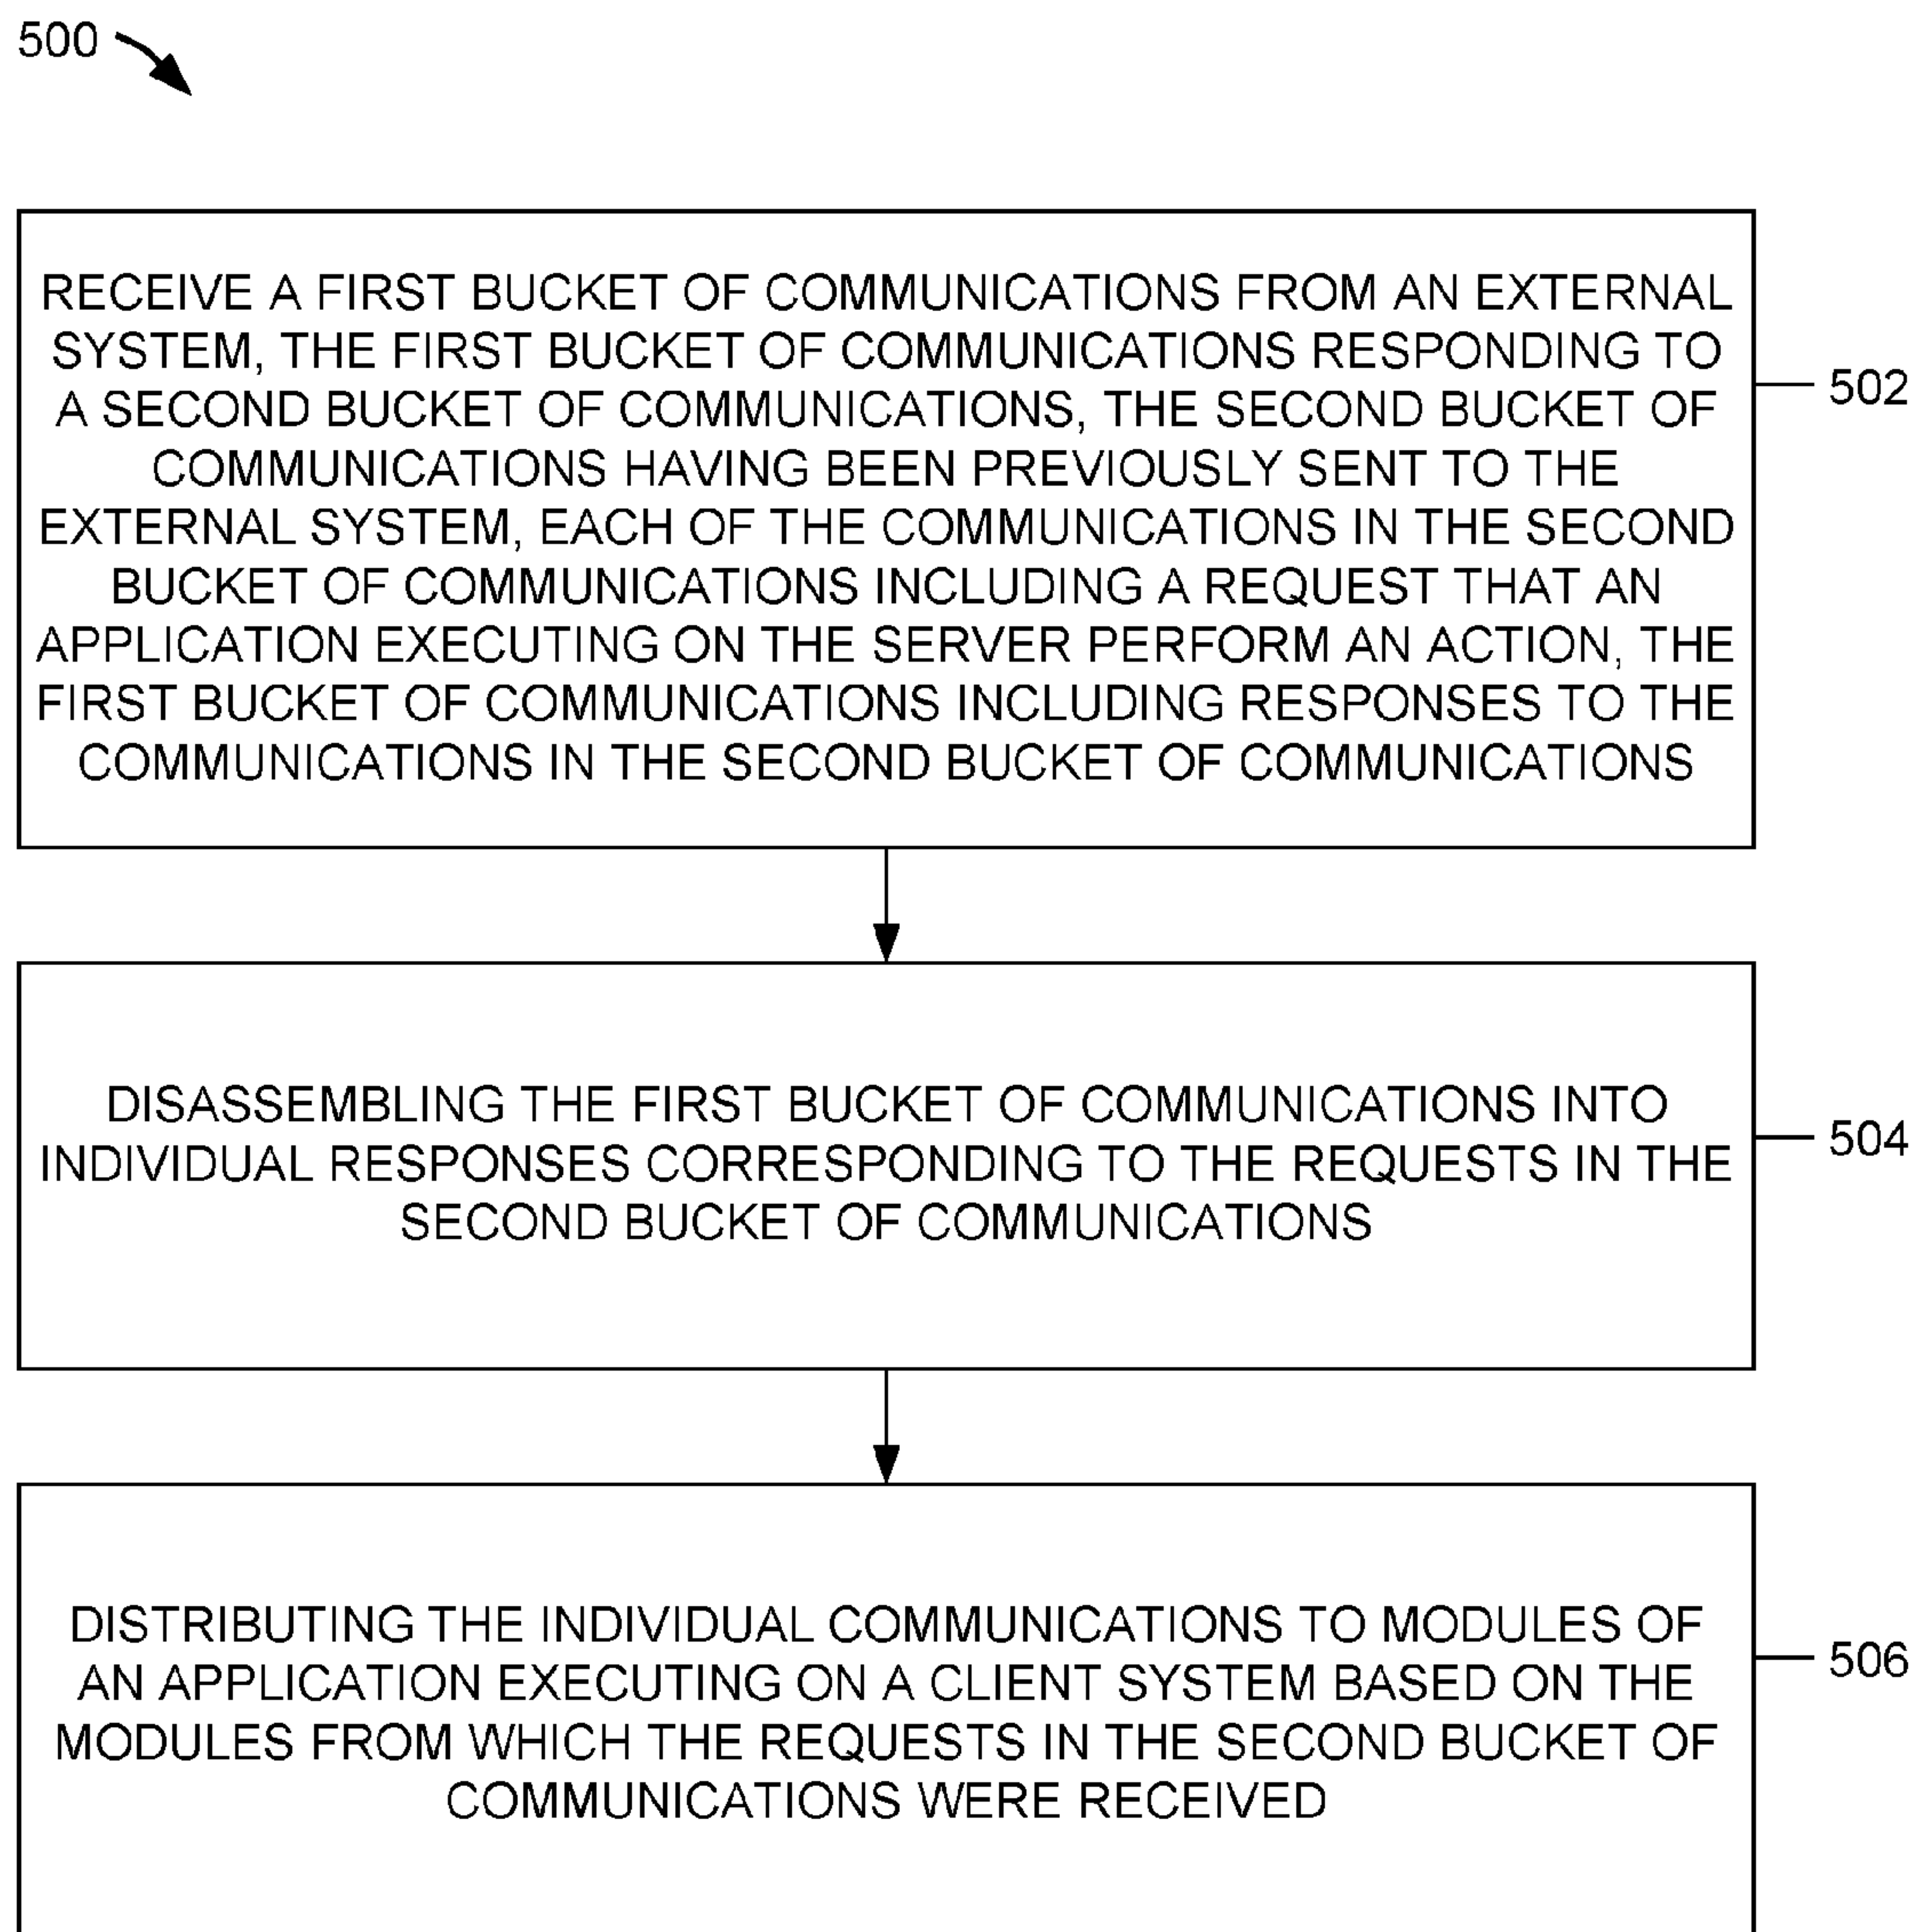 500
RECEIVE A FIRST BUCKET OF COMMUNICATIONS FROM AN EXTERNAL
SYSTEM, THE FIRST BUCKET OF COMMUNICATIONS RESPONDING TO
A SECOND BUCKET OF COMMUNICATIONS, THE SECOND BUCKET OF
COMMUNICATIONS HAVING BEEN PREVIOUSLY SENT TO THE
EXTERNAL SYSTEM, EACH OF THE COMMUNICATIONS IN THE SECOND
BUCKET OF COMMUNICATIONS INCLUDING A REQUEST THAT AN
APPLICATION EXECUTING ON THE SERVER PERFORM AN ACTION, THE
FIRST BUCKET OF COMMUNICATIONS INCLUDING RESPONSES TO THE
COMMUNICATIONS IN THE SECOND BUCKET OF COMMUNICATIONS
502
DISASSEMBLING THE FIRST BUCKET OF COMMUNICATIONS INTO
INDIVIDUAL RESPONSES CORRESPONDING TO THE REQUESTS IN THE
SECOND BUCKET OF COMMUNICATIONS
504
DISTRIBUTING THE INDIVIDUAL COMMUNICATIONS TO MODULES OF
AN APPLICATION EXECUTING ON A CLIENT SYSTEM BASED ON THE
MODULES FROM WHICH THE REQUESTS IN THE SECOND BUCKET OF
COMMUNICATIONS WERE RECEIVED
506